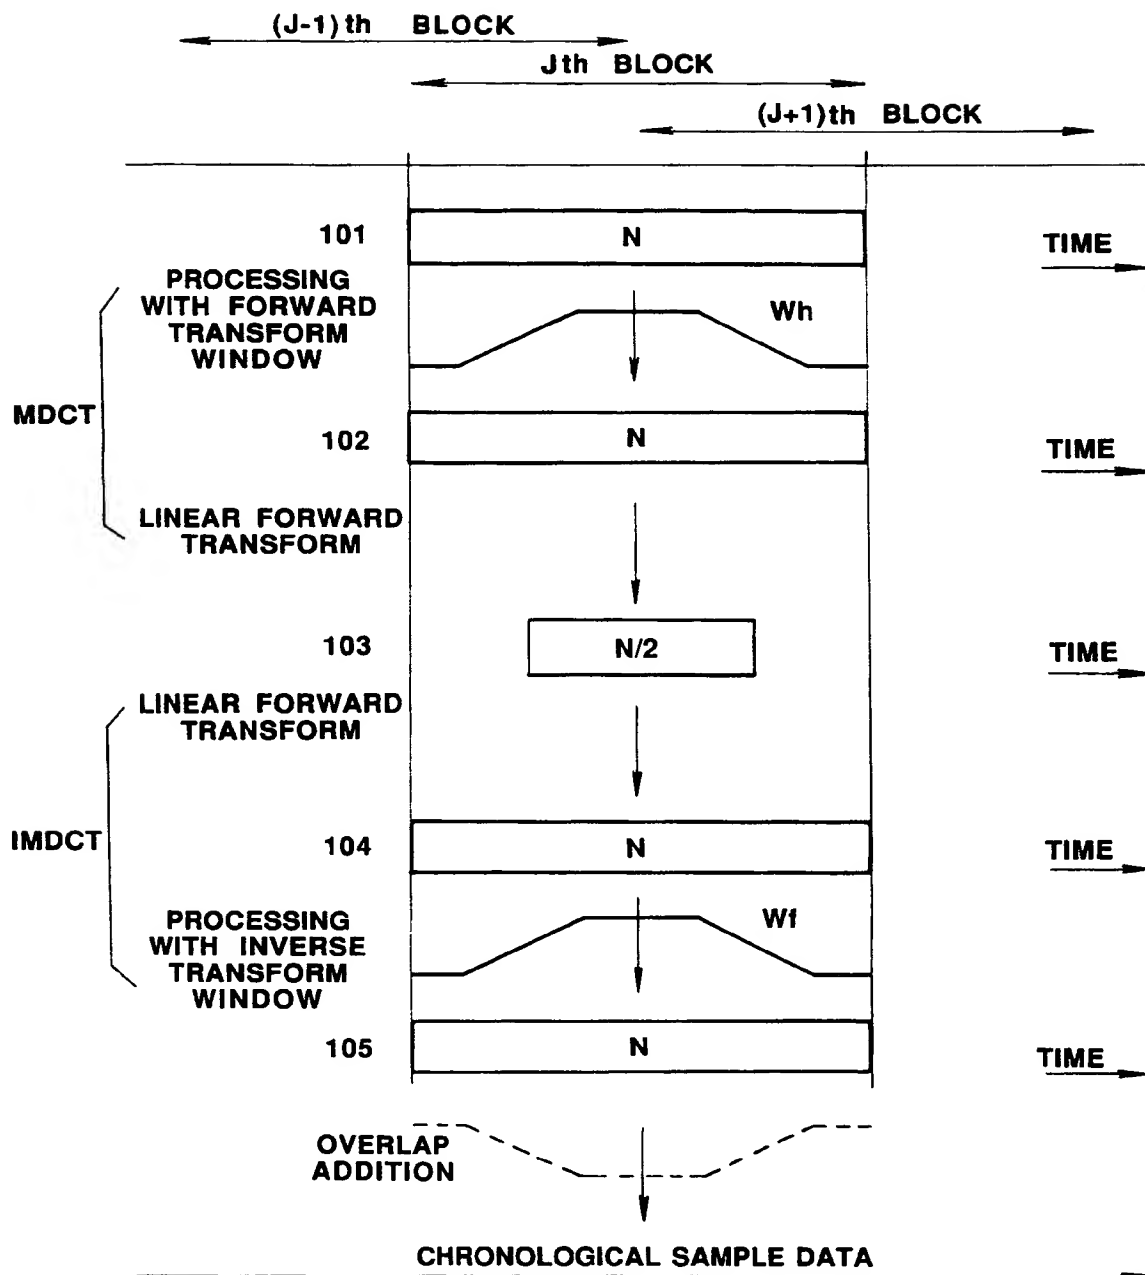 (J-1)th BLOCK
Jth BLOCK
(J+1)th BLOCK
101
N
TIME
PROCESSING
WITH FORWARD
TRANSFORM
WINDOW
Wh
MDCT
102
N
TIME
LINEAR FORWARD
TRANSFORM
103
N/2
TIME
LINEAR FORWARD
TRANSFORM
IMDCT
104
N
TIME
PROCESSING
WITH INVERSE
TRANSFORM
WINDOW
Wf
105
N
TIME
OVERLAP
ADDITION
CHRONOLOGICAL SAMPLE DATA